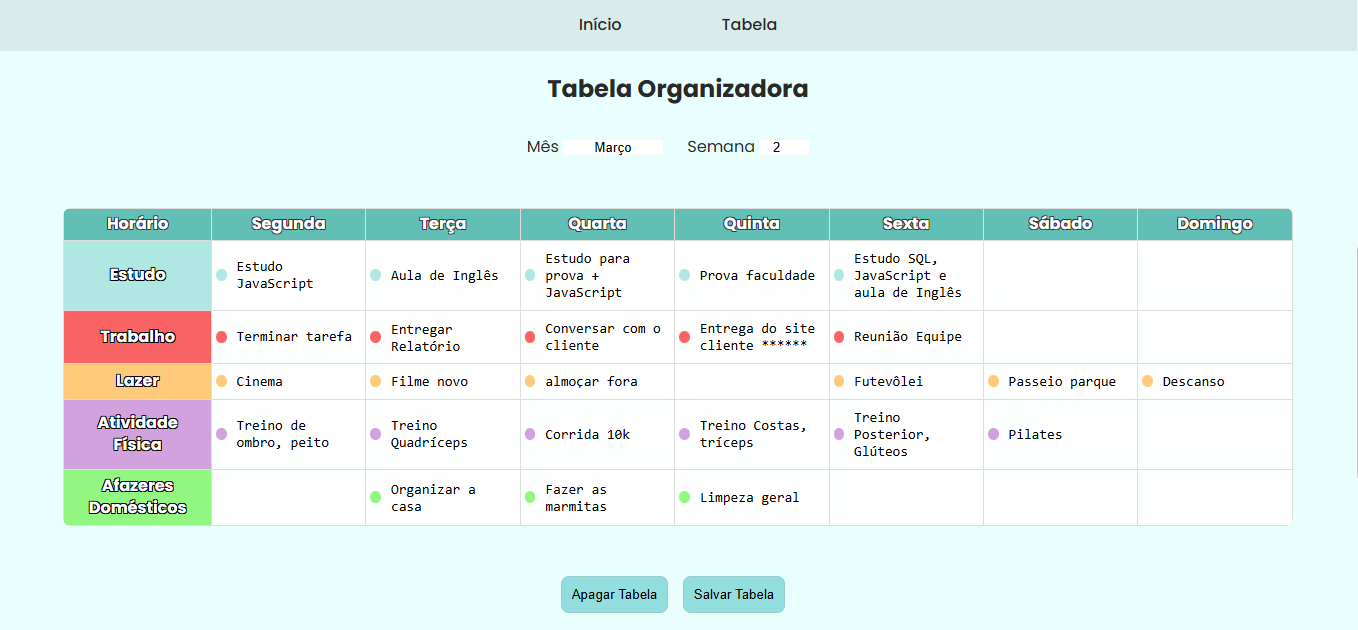 Início Tabela
Tabela Organizadora
Mês Março Semana 2
Horário Segunda Terça Quarta Quinta Sexta Sábado Domingo
Estudo
Estudo
JavaScript
Aula de Inglês
Estudo para
prova +
JavaScript
Prova faculdade
Estudo SQL,
JavaScript e
aula de Inglês
Trabalho
Terminar tarefa
Entregar
Relatório
Conversar com o
cliente
Entrega do site
cliente ******
Reunião Equipe
Lazer
Cinema
Filme novo
almoçar fora
Futevôlei
Passeio parque
Descanso
Atividade
Física
Treino de
ombro, peito
Treino
Quadríceps
Corrida 10k
Treino Costas,
tríceps
Treino
Posterior,
Glúteos
Pilates
Afazeres
Domésticos
Organizar a
casa
Fazer as
marmitas
Limpeza geral
Apagar Tabela Salvar Tabela